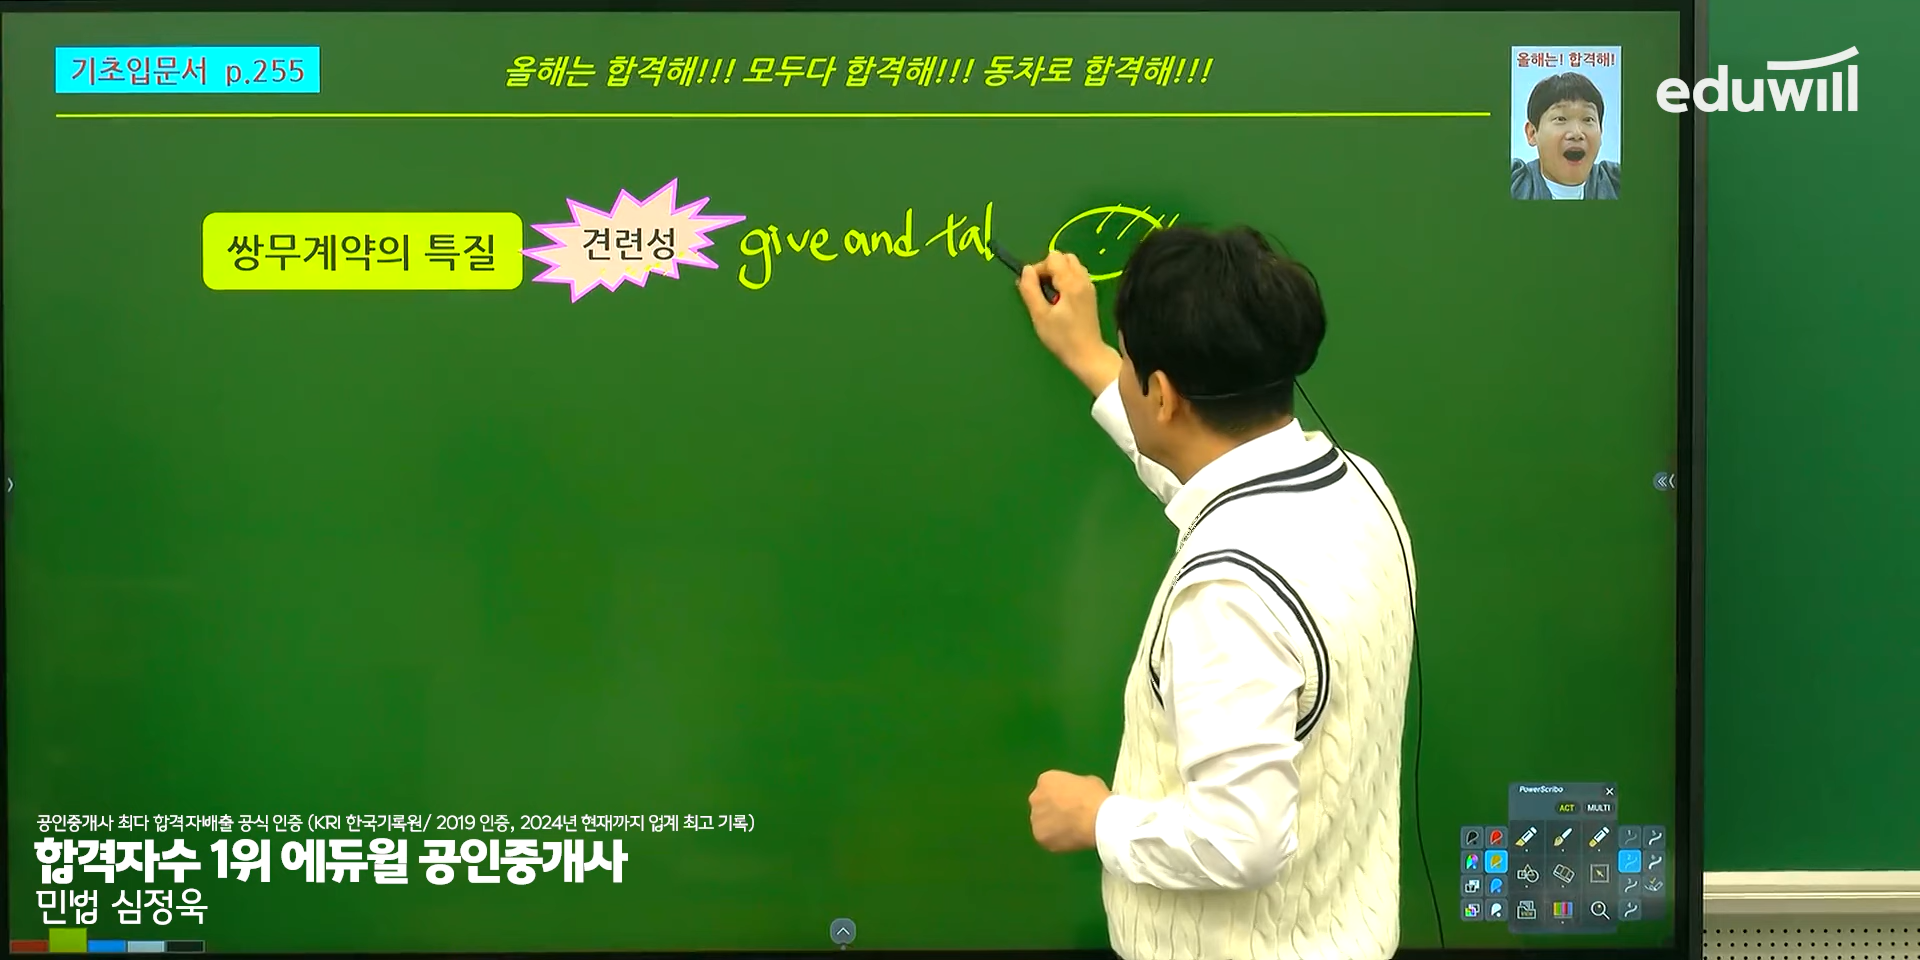 기초입문서 p.255
올해는 합격해!!! 모두다 합격해!!! 동차로 합격해!!!
올해는! 합격해!
eduwill
쌍무계약의 특질
견련성
give and tak
PowerScribo
ACT MULTI
공인중개사 최다 합격자배출 공식 인증 (KRI 한국기록원/ 2019 인증, 2024년 현재까지 업계 최고 기록)
합격자수 1위 에듀윌 공인중개사
민법 심정욱